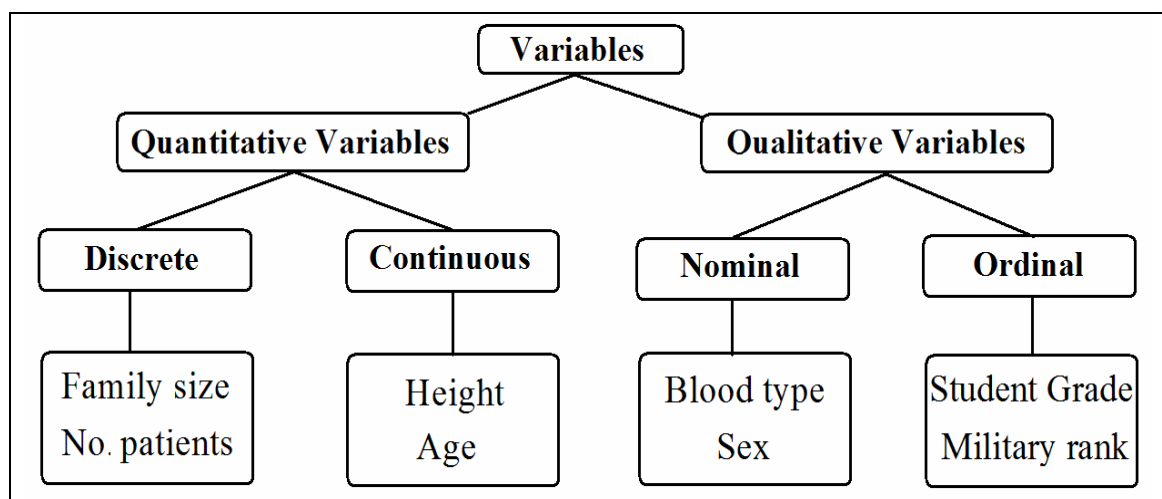 Variables
Quantitative Variables
Oualitative Variables
Discrete
Continuous
Nominal
Ordinal
Family size
No. patients
Height
Age
Blood type
Sex
Student Grade
Military rank